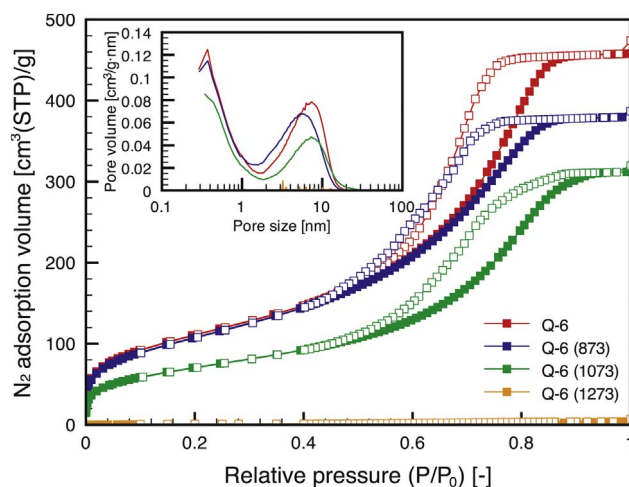 500
400
300
200
100
0
N2 adsorption volume [cm³(STP)/g]
0.14
0.12
0.1
0.08
0.06
0.04
0.02
0
Pore volume [cm³/g·nm]
0.1 1 10 100
Pore size [nm]
Q-6
Q-6 (873)
Q-6 (1073)
Q-6 (1273)
0 0.2 0.4 0.6 0.8 1
Relative pressure (P/P0) [-]